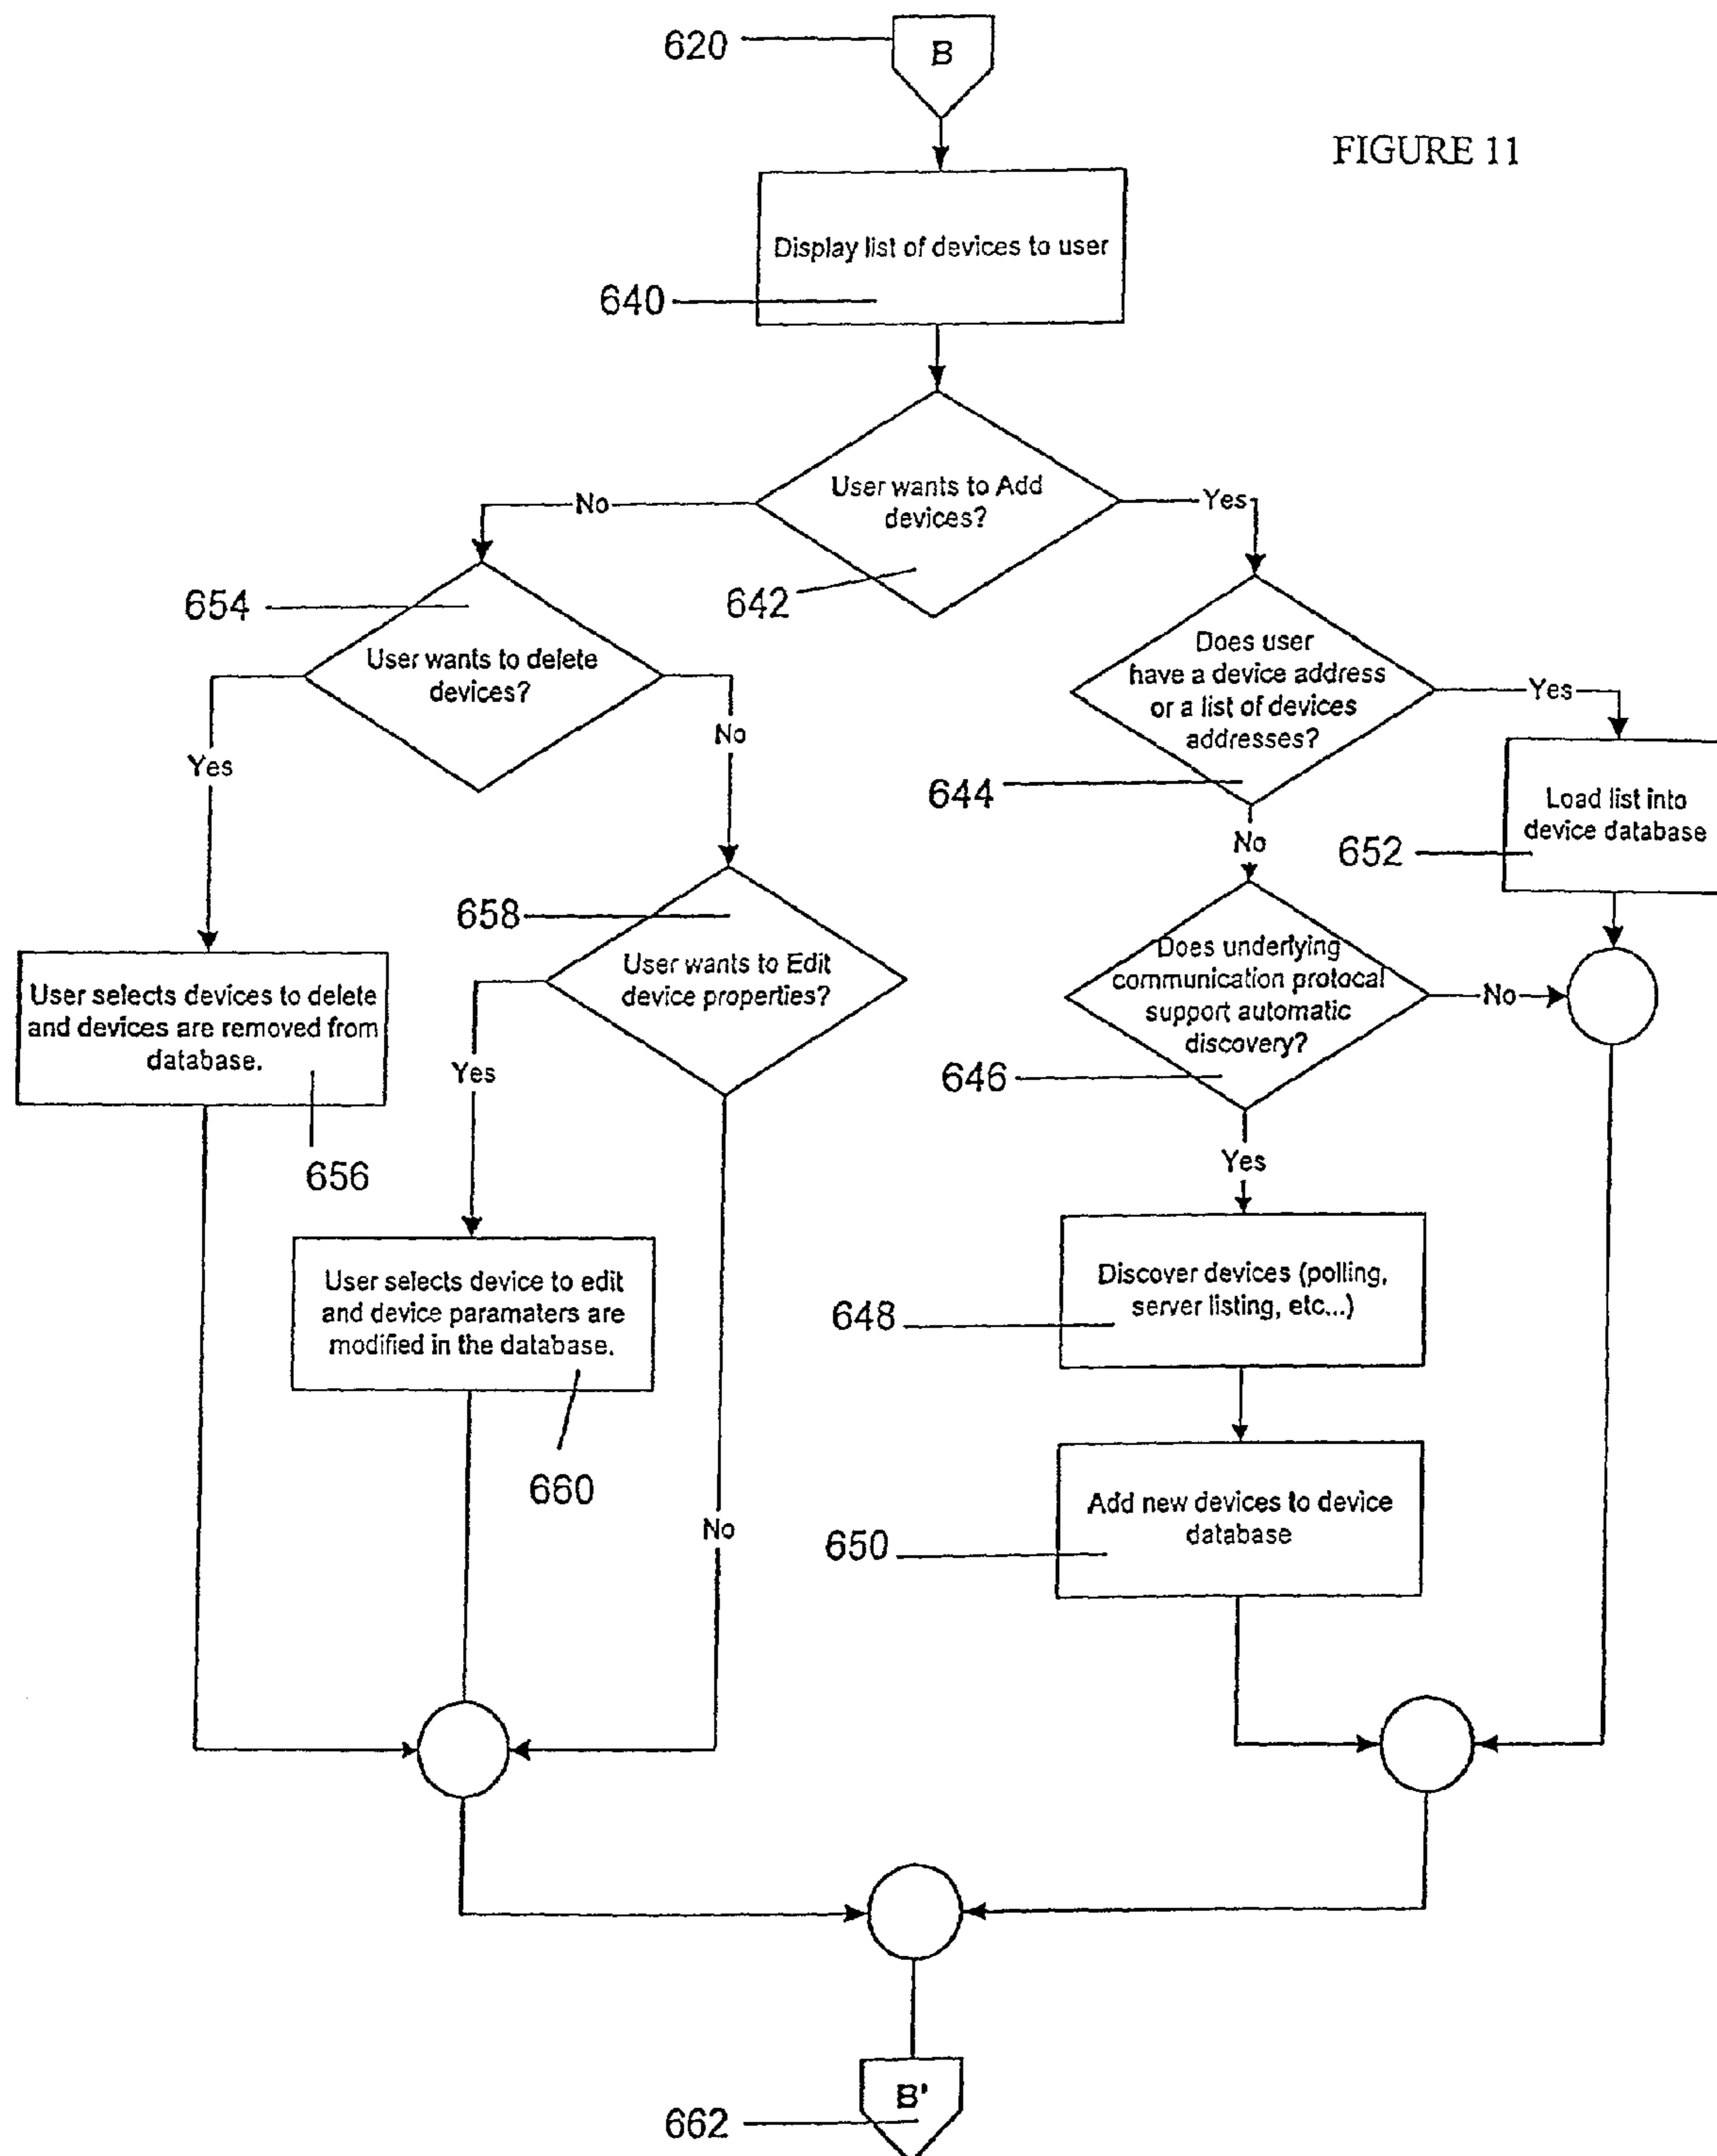 620
B
FIGURE 11
Display list of devices to user
640
User wants to Add
devices?
No
Yes
642
654
User wants to delete
devices?
Yes
No
Does user
have a device address
or a list of devices
addresses?
Yes
644
No
Load list into
device database
652
658
User wants to Edit
device properties?
Yes
No
Does underlying
communication protocal
support automatic
discovery?
No
646
Yes
User selects devices to delete
and devices are removed from
database.
656
User selects device to edit
and device paramaters are
modified in the database.
660
Discover devices (polling,
server listing, etc...)
648
Add new devices to device
database
650
B'
662